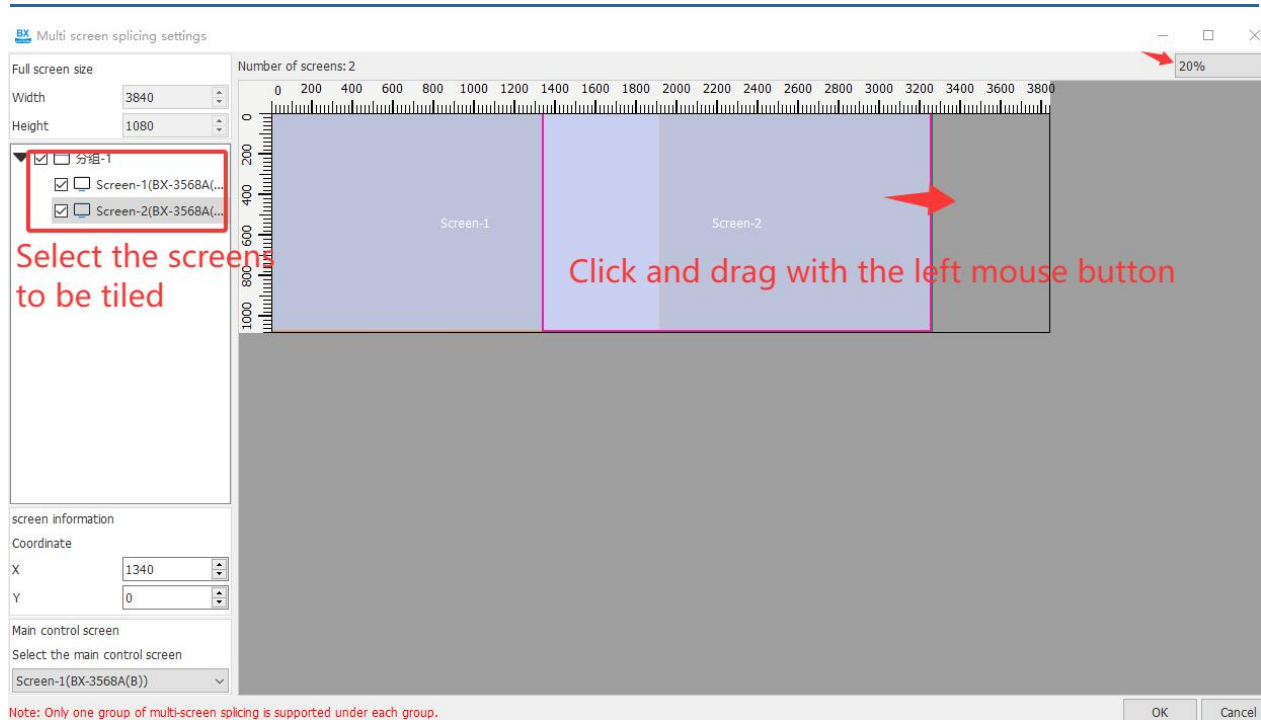 BX Multi screen splicing settings
Full screen size
Number of screens: 2
20%
Width 3840
Height 1080
0 200 400 600 800 1000 1200 1400 1600 1800 2000 2200 2400 2600 2800 3000 3200 3400 3600 3800
0
200
400
600
800
1000
分组-1
Screen-1(BX-3568A(...
Screen-2(BX-3568A(...
Select the screens
to be tiled
Screen-1
Screen-2
Click and drag with the left mouse button
screen information
Coordinate
X 1340
Y 0
Main control screen
Select the main control screen
Screen-1(BX-3568A(B))
Note: Only one group of multi-screen splicing is supported under each group.
OK Cancel